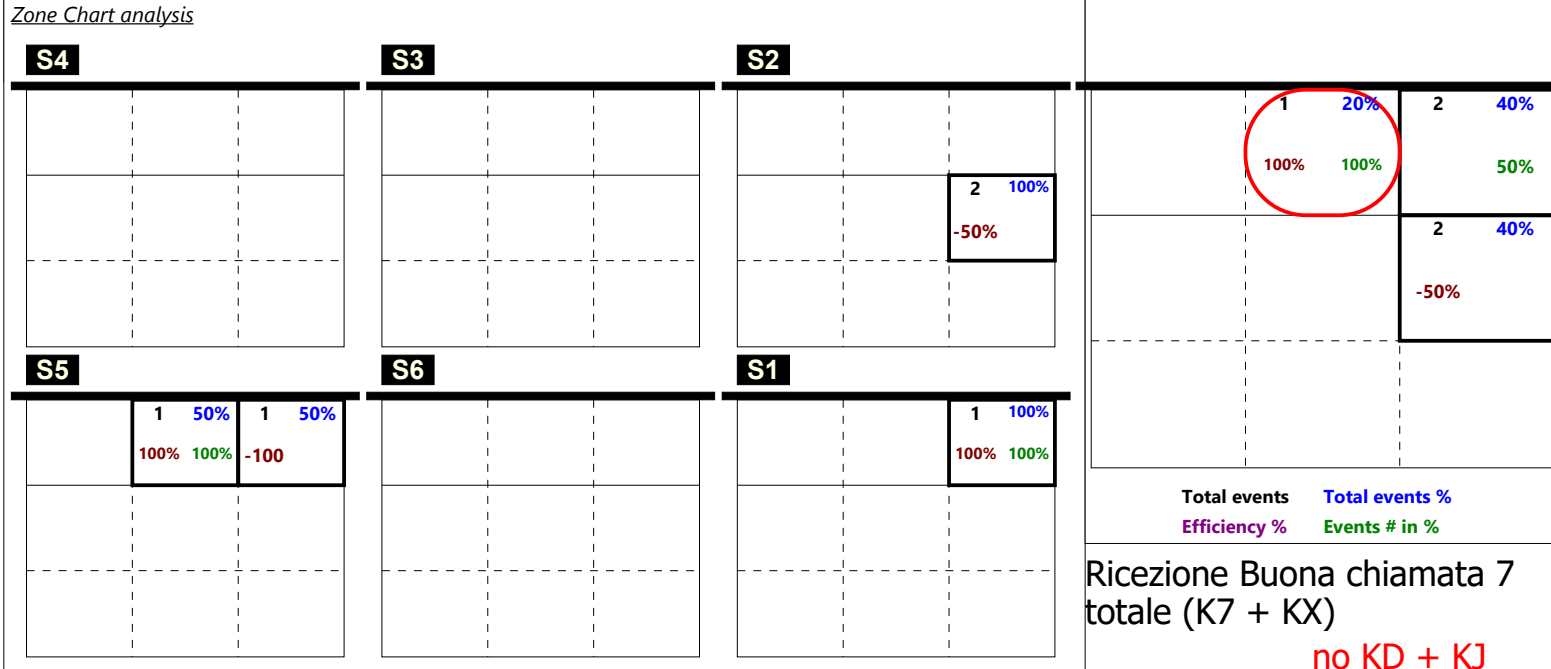 Zone Chart analysis
S4 S3 S2
1 20% 2 40%
100% 100% 50%
2 100%
-50%
2 40%
-50%
S5 S6 S1
1 50% 1 50% 1 100%
100% 100% -100 100% 100%
Total events Total events %
Efficiency % Events # in %
Ricezione Buona chiamata 7
totale (K7 + KX)
no KD + KJ